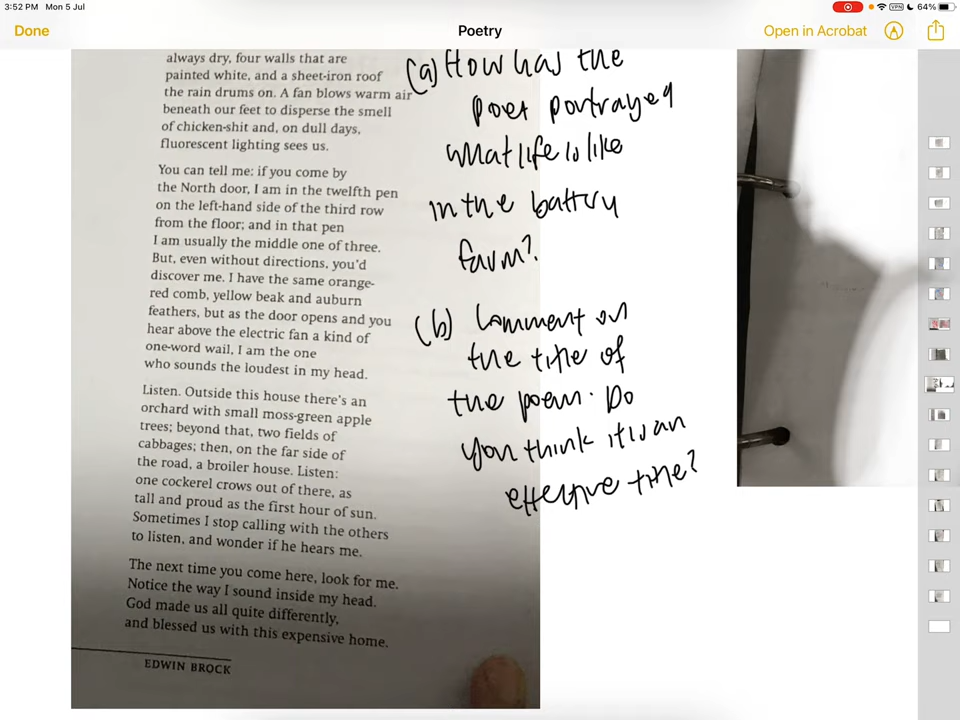 3:52 PM Mon 5 Jul
VPN 64%
Done
Poetry
Open in Acrobat
always dry, four walls that are
painted white, and a sheet-iron roof
the rain drums on. A fan blows warm air
beneath our feet to disperse the smell
of chicken-shit and, on dull days,
fluorescent lighting sees us.
You can tell me: if you come by
the North door, I am in the twelfth pen
on the left-hand side of the third row
from the floor; and in that pen
I am usually the middle one of three.
But, even without directions, you'd
discover me. I have the same orange-
red comb, yellow beak and auburn
feathers, but as the door opens and you
hear above the electric fan a kind of
one-word wail, I am the one
who sounds the loudest in my head.
Listen. Outside this house there's an
orchard with small moss-green apple
trees; beyond that, two fields of
cabbages; then, on the far side of
the road, a broiler house. Listen:
one cockerel crows out of there, as
tall and proud as the first hour of sun.
Sometimes I stop calling with the others
to listen, and wonder if he hears me.
The next time you come here, look for me.
Notice the way I sound inside my head.
God made us all quite differently,
and blessed us with this expensive home.
EDWIN BROCK
(a) How has the
poet portrayed
what life is like
in the battery
farm?
(b) Comment on
the title of
the poem. Do
you think it is an
effective title?